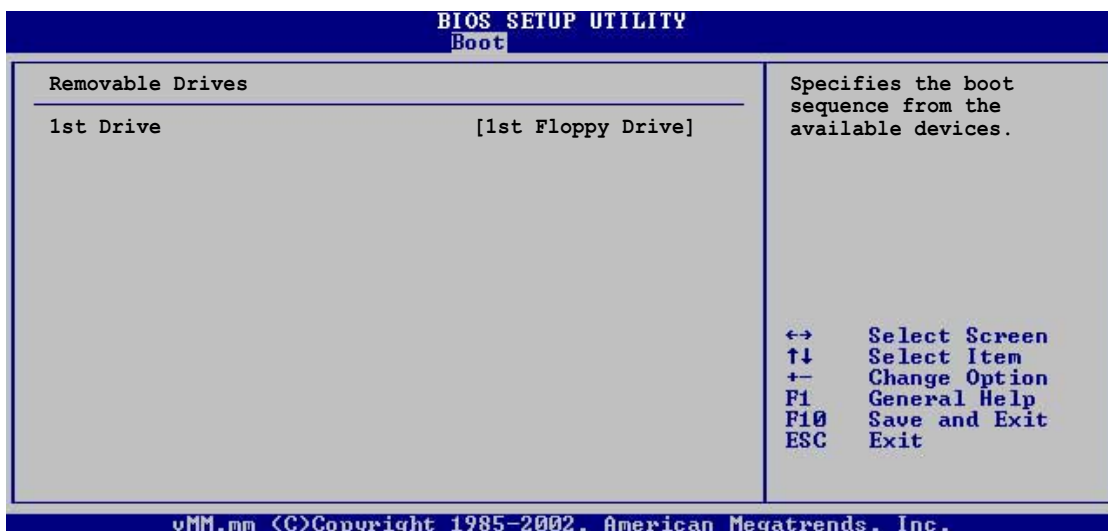 BIOS SETUP UTILITY
Boot
Removable Drives
1st Drive [1st Floppy Drive]
Specifies the boot
sequence from the
available devices.
←→ Select Screen
↑↓ Select Item
+- Change Option
F1 General Help
F10 Save and Exit
ESC Exit
vMM.mm (C)Copyright 1985-2002, American Megatrends, Inc.